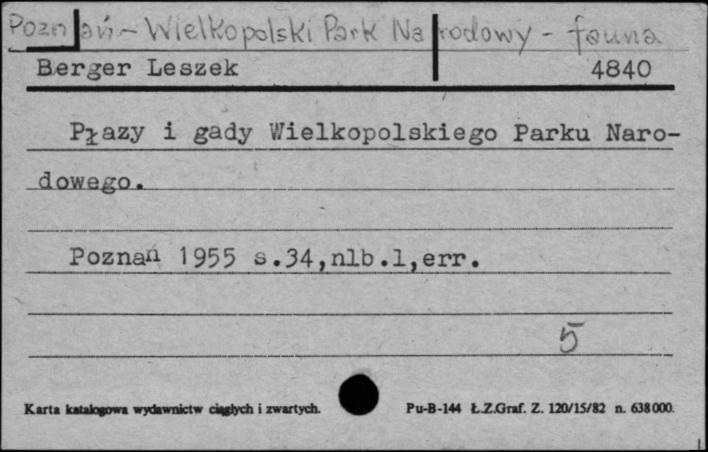 Poznań - Wielkopolski Park Narodowy - fauna
Berger Leszek 4840
Płazy i gady Wielkopolskiego Parku Naro-
dowego.
Poznań 1955 s.34,nlb.1,err.
5
Karta katalogowa wydawnictw ciągłych i zwartych. Pu-B-144 Ł.Z.Graf. Z. 120/15/82 n. 638000.